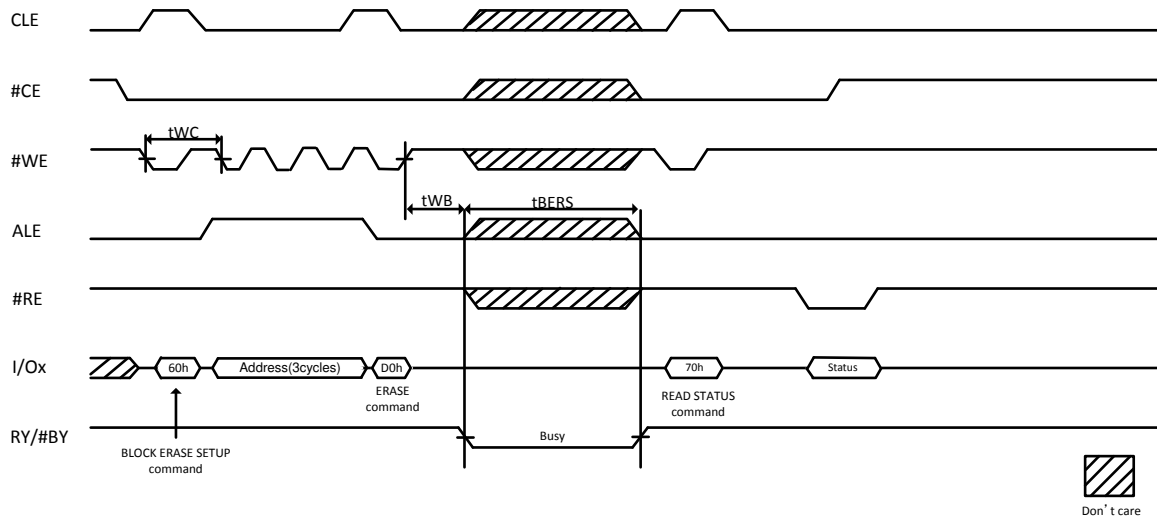 CLE
#CE
tWC
#WE
tWB
tBERS
ALE
#RE
I/Ox
60h
Address(3cycles)
D0h
70h
Status
ERASE
command
READ STATUS
command
RY/#BY
Busy
BLOCK ERASE SETUP
command
Don't care